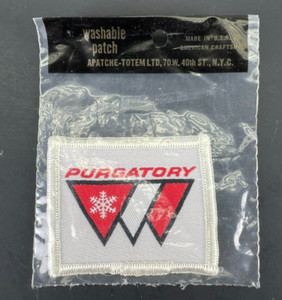 washable
patch
MADE IN U.S.A.
AMERICAN CRAFTSMEN
APATCHE-TOTEM LTD, 70 W. 40th ST., N.Y.C.
PURGATORY